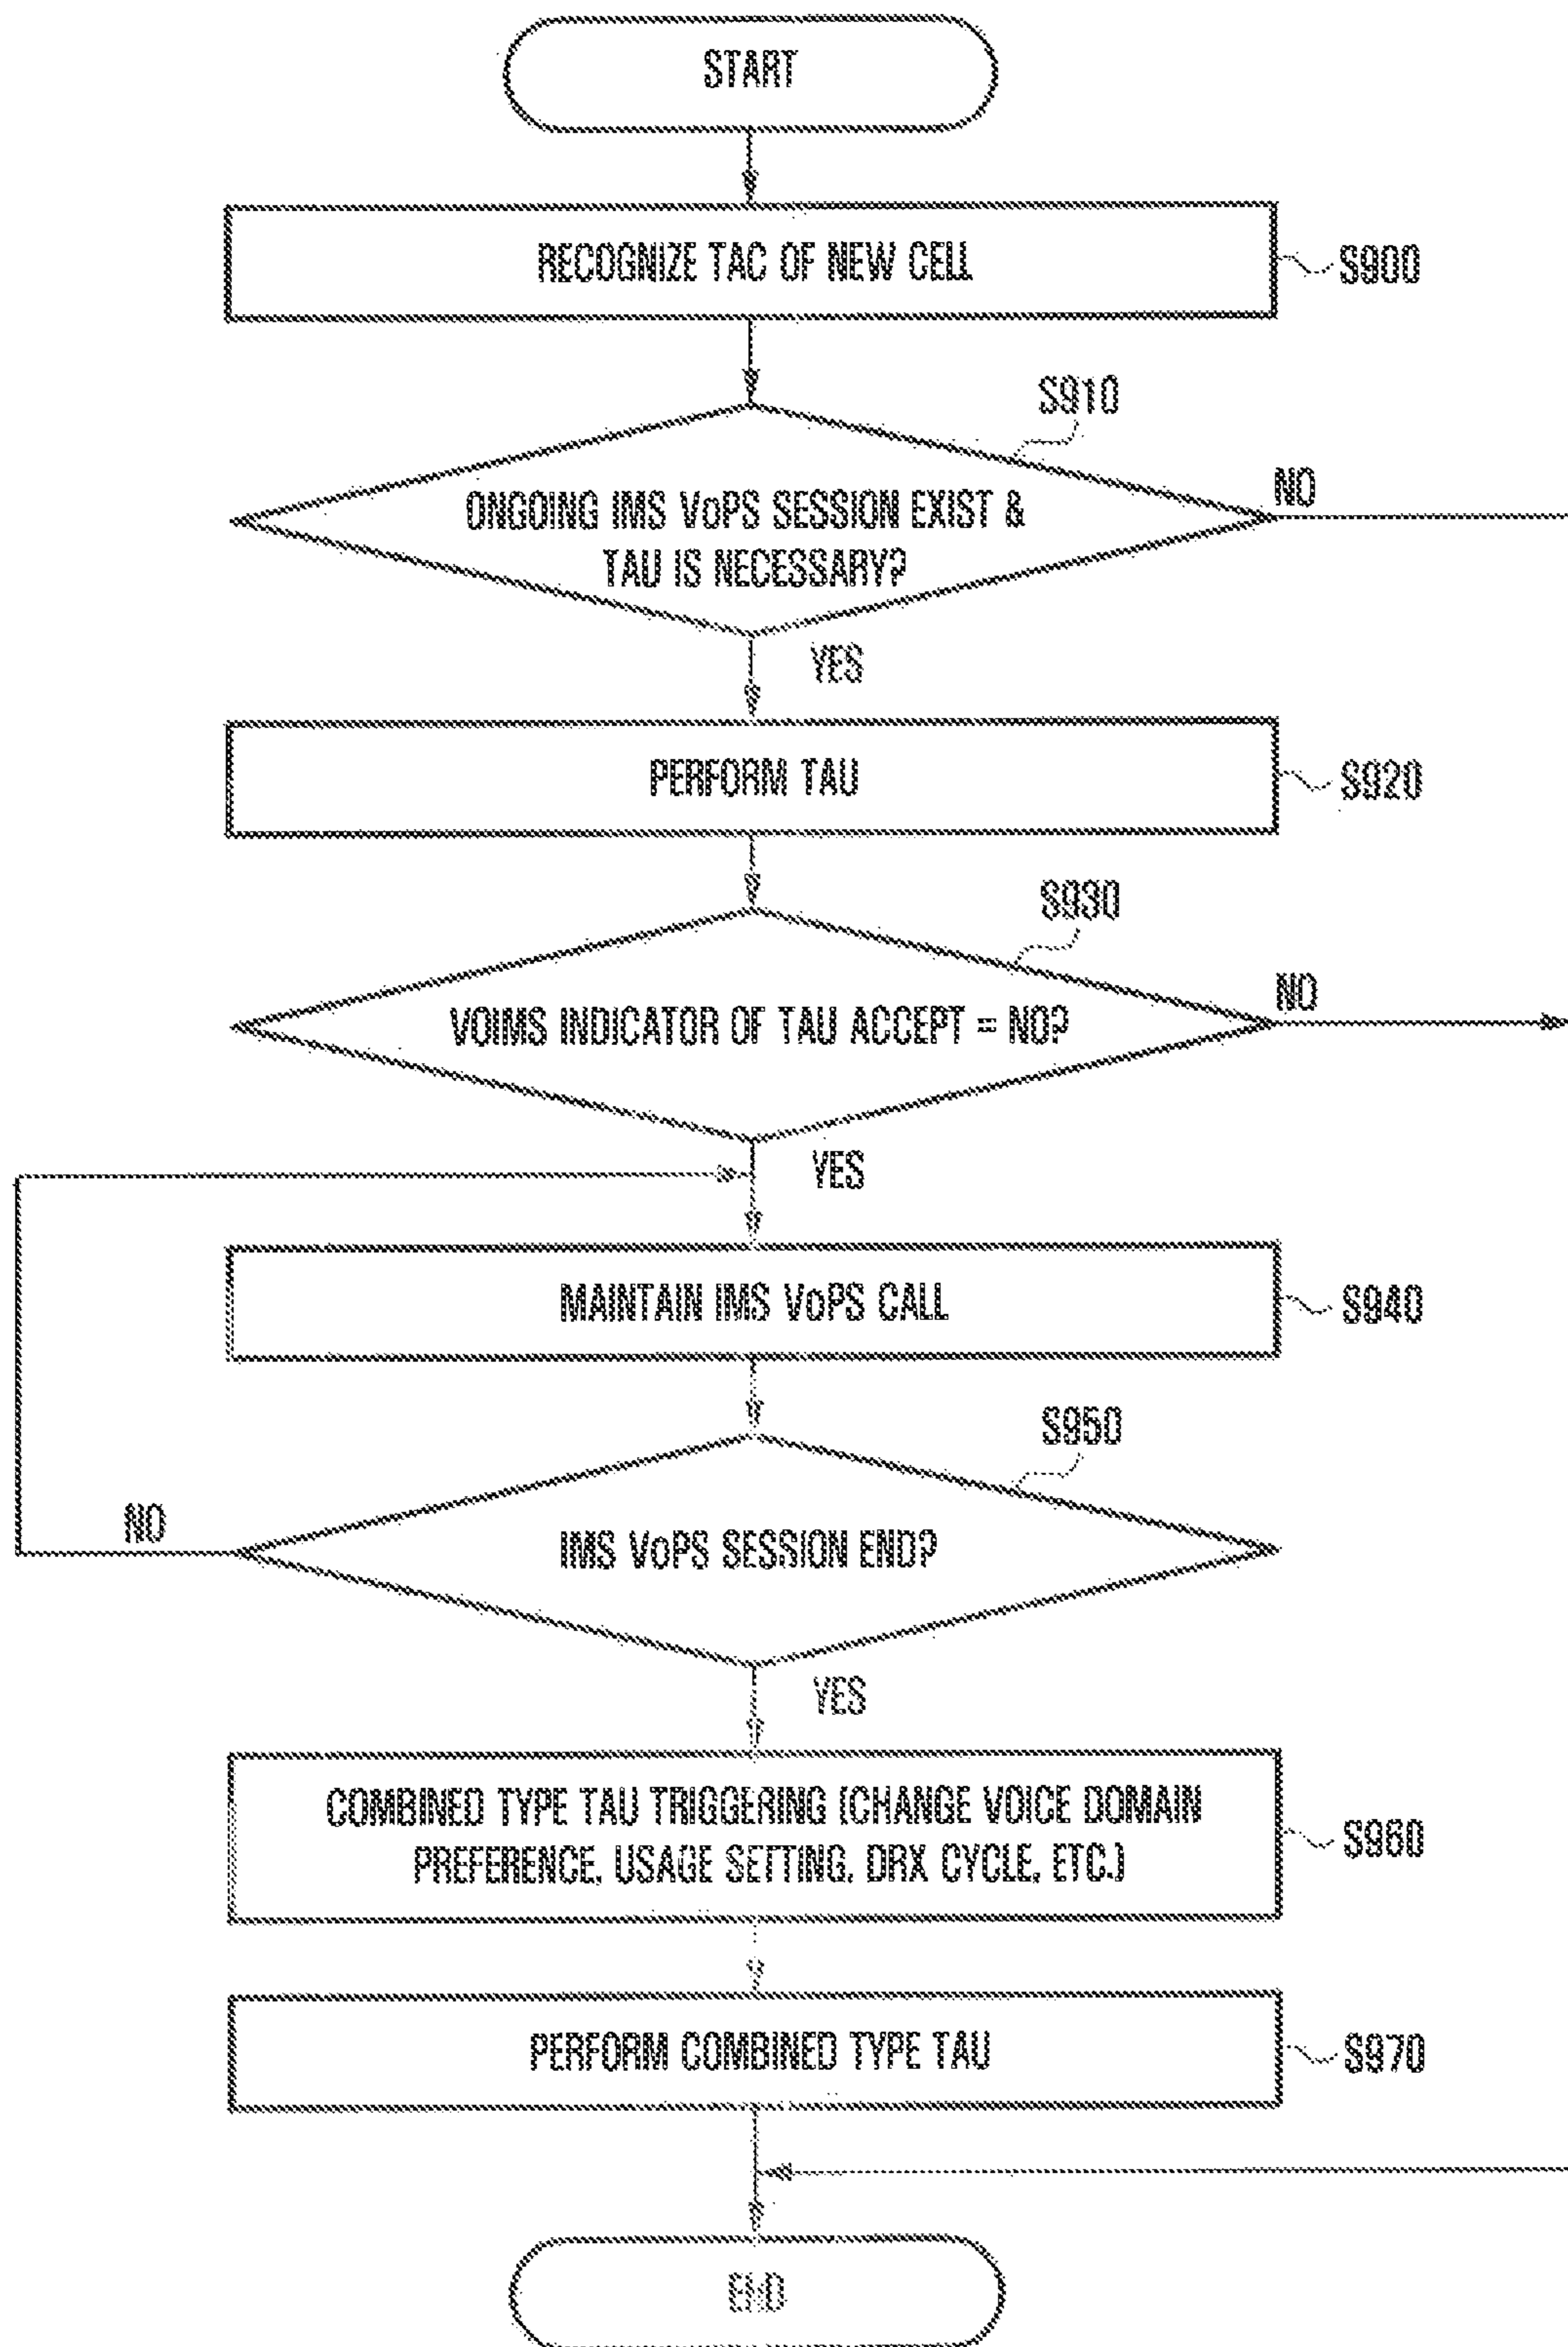 START
RECOGNIZE TAC OF NEW CELL
S900
S910
ONGOING IMS VoPS SESSION EXIST &
TAU IS NECESSARY?
NO
YES
PERFORM TAU
S920
S930
VOIMS INDICATOR OF TAU ACCEPT = NO?
NO
YES
MAINTAIN IMS VoPS CALL
S940
S950
IMS VoPS SESSION END?
NO
YES
COMBINED TYPE TAU TRIGGERING (CHANGE VOICE DOMAIN
PREFERENCE, USAGE SETTING, DRX CYCLE, ETC.)
S960
PERFORM COMBINED TYPE TAU
S970
END